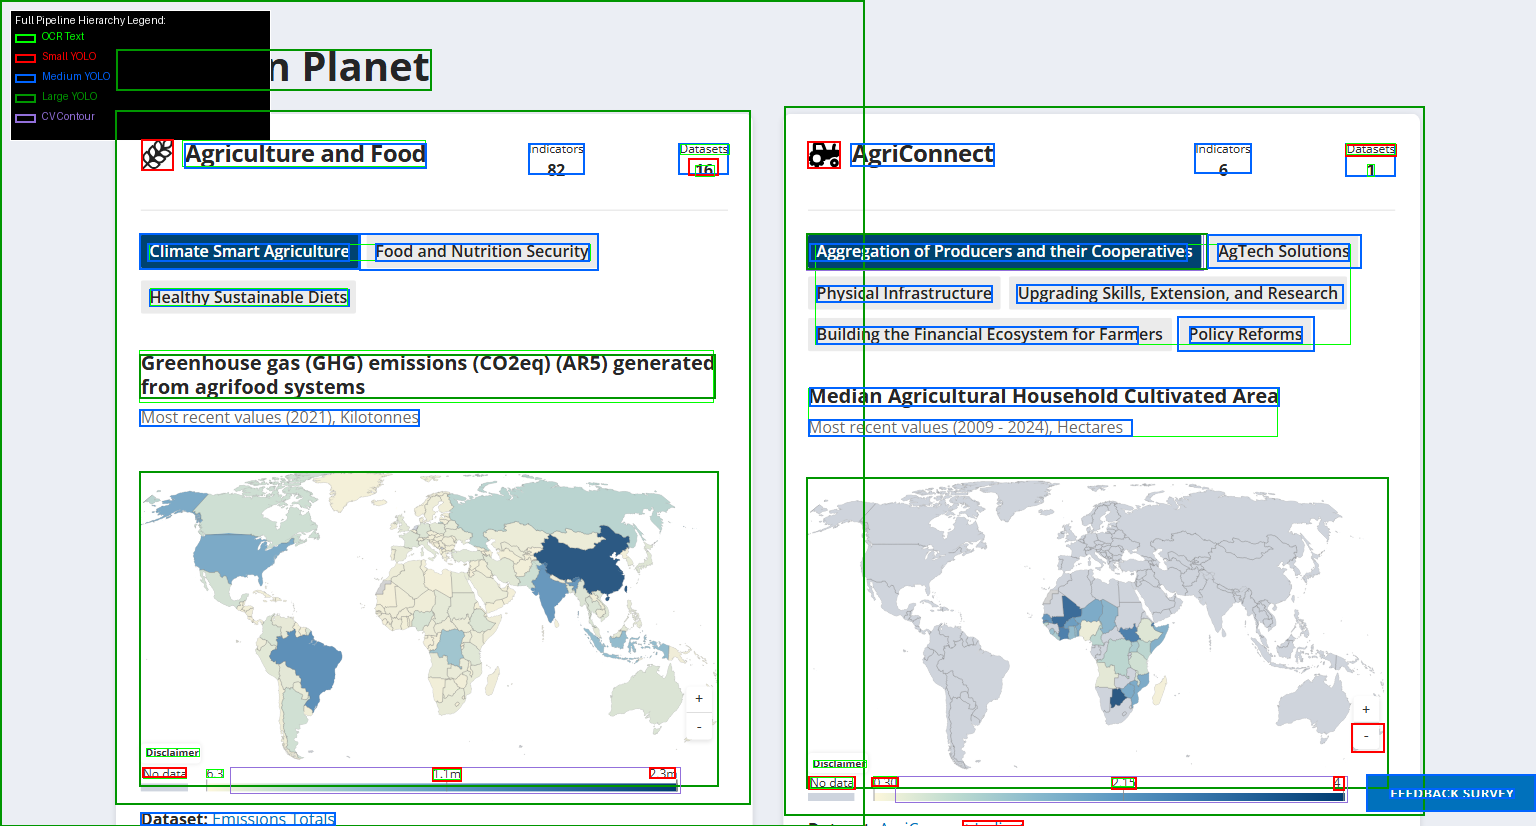 Full Pipeline Hierarchy Legend:
OCR Text
Small YOLO
Medium YOLO
Large YOLO
CV Contour
n Planet
Agriculture and Food
Indicators
82
Datasets
16
Climate Smart Agriculture
Food and Nutrition Security
Healthy Sustainable Diets
Greenhouse gas (GHG) emissions (CO2eq) (AR5) generated
from agrifood systems
Most recent values (2021), Kilotonnes
+
-
Disclaimer
No data
6.3
1.1m
2.3m
Dataset: Emissions Totals
AgriConnect
Indicators
6
Datasets
1
Aggregation of Producers and their Cooperatives
AgTech Solutions
Physical Infrastructure
Upgrading Skills, Extension, and Research
Building the Financial Ecosystem for Farmers
Policy Reforms
Median Agricultural Household Cultivated Area
Most recent values (2009 - 2024), Hectares
+
-
Disclaimer
No data
0.30
2.15
4
FEEDBACK SURVEY